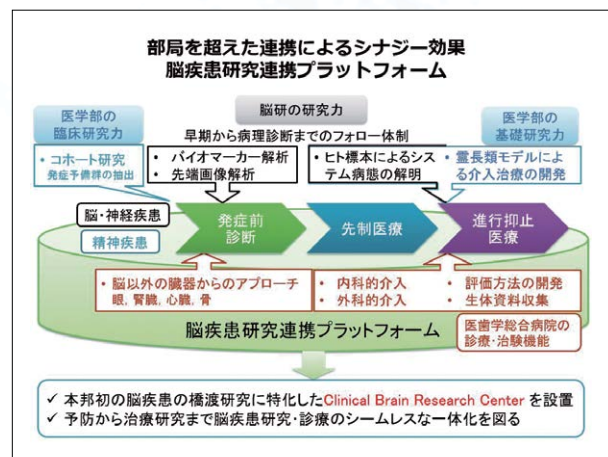 部局を超えた連携によるシナジー効果
脳疾患研究連携プラットフォーム
医学部の
臨床研究力
脳研の研究力
医学部の
基礎研究力
早期から病理診断までのフォロー体制
・コホート研究
発症予備群の抽出
・バイオマーカー解析
・先端画像解析
・ヒト標本によるシス
テム病態の解明
・霊長類モデルによ
る介入治療の開発
脳・神経疾患
精神疾患
発症前
診断
先制医療
進行抑止
医療
・脳以外の臓器からのアプローチ
眼, 腎臓, 心臓, 骨
・内科的介入
・外科的介入
・評価方法の開発
・生体資料収集
脳疾患研究連携プラットフォーム
医歯学総合病院の
診療・治験機能
✓ 本邦初の脳疾患の橋渡研究に特化したClinical Brain Research Center を設置
✓ 予防から治療研究まで脳疾患研究・診療のシームレスな一体化を図る